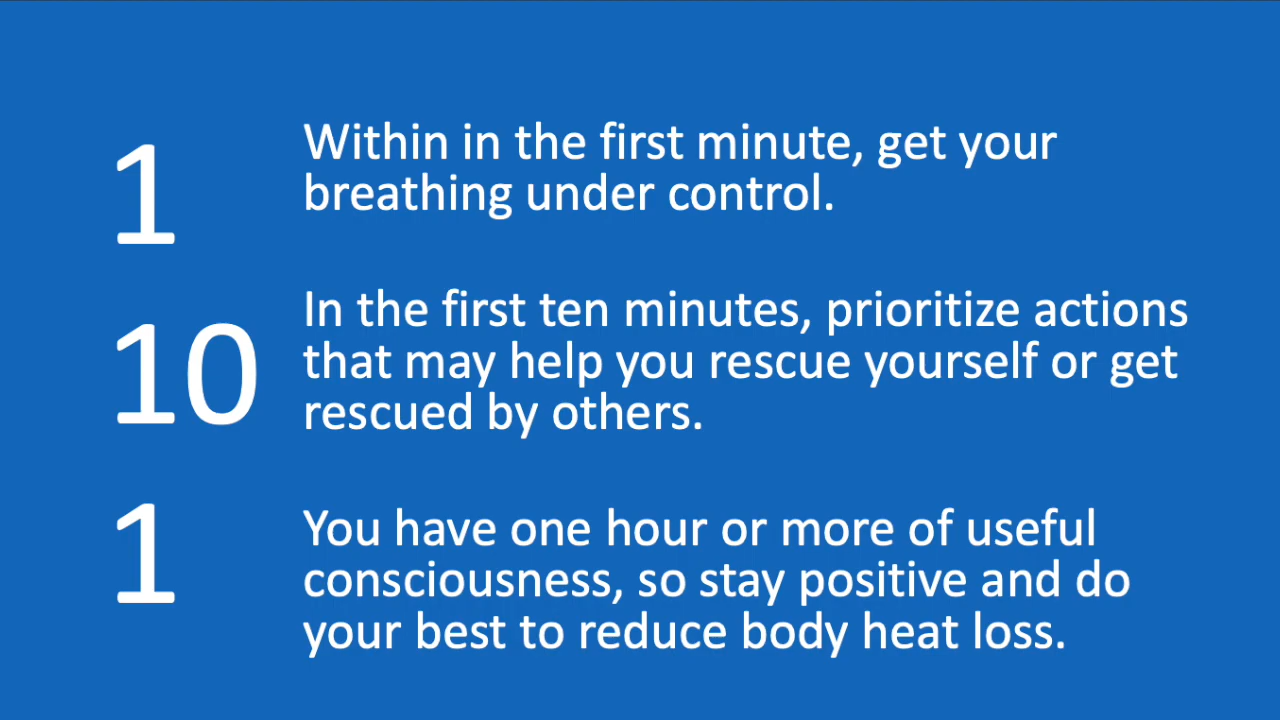 1
Within in the first minute, get your
breathing under control.
10
In the first ten minutes, prioritize actions
that may help you rescue yourself or get
rescued by others.
1
You have one hour or more of useful
consciousness, so stay positive and do
your best to reduce body heat loss.